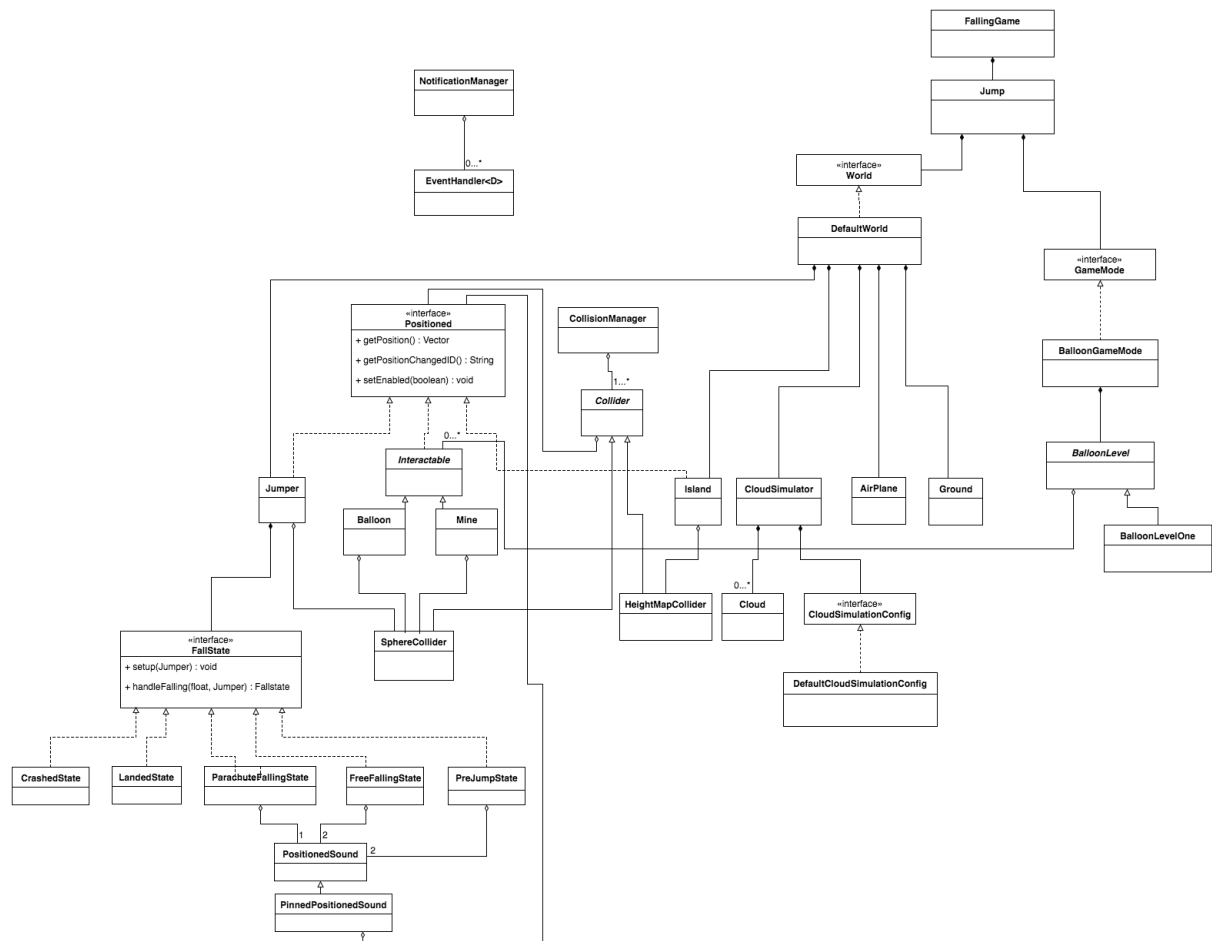 FallingGame
NotificationManager
Jump
0...*
EventHandler<D>
«interface»
World
DefaultWorld
«interface»
GameMode
«interface»
Positioned
+ getPosition() : Vector
+ getPositionChangedID() : String
+ setEnabled(boolean) : void
CollisionManager
1...*
Collider
BalloonGameMode
0...*
Interactable
BalloonLevel
Jumper
Island
CloudSimulator
AirPlane
Ground
Balloon
Mine
BalloonLevelOne
0...*
HeightMapCollider
Cloud
«interface»
CloudSimulationConfig
«interface»
FallState
+ setup(Jumper) : void
+ handleFalling(float, Jumper) : Fallstate
SphereCollider
DefaultCloudSimulationConfig
CrashedState
LandedState
ParachuteFallingState
FreeFallingState
PreJumpState
1
2
2
PositionedSound
PinnedPositionedSound